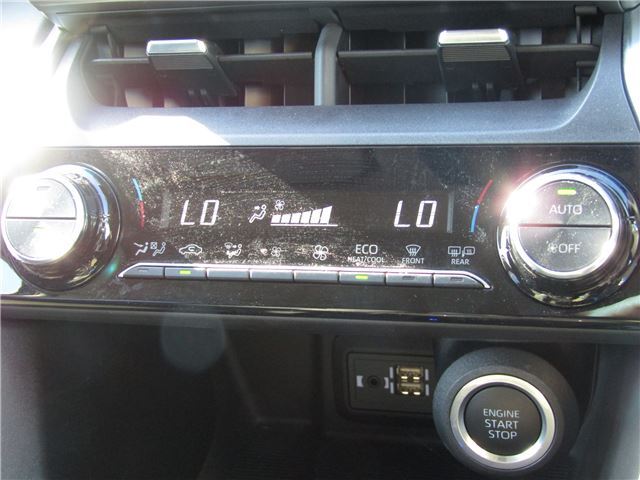 LO LO
AUTO
OFF
ECO
HEAT/COOL FRONT REAR
ENGINE
START
STOP